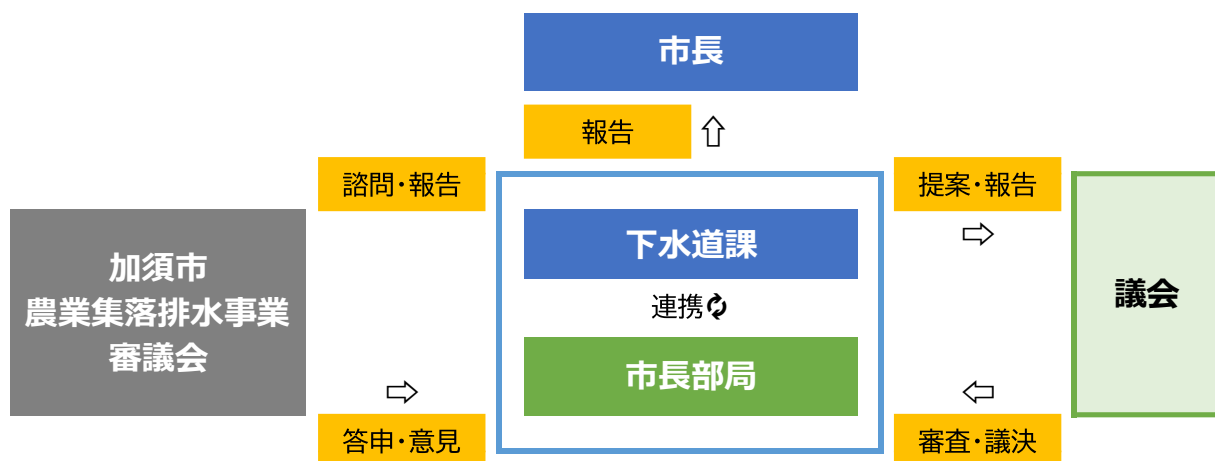 市長
報告
諮問・報告
提案・報告
加須市
農業集落排水事業
審議会
下水道課
連携
市長部局
議会
答申・意見
審査・議決